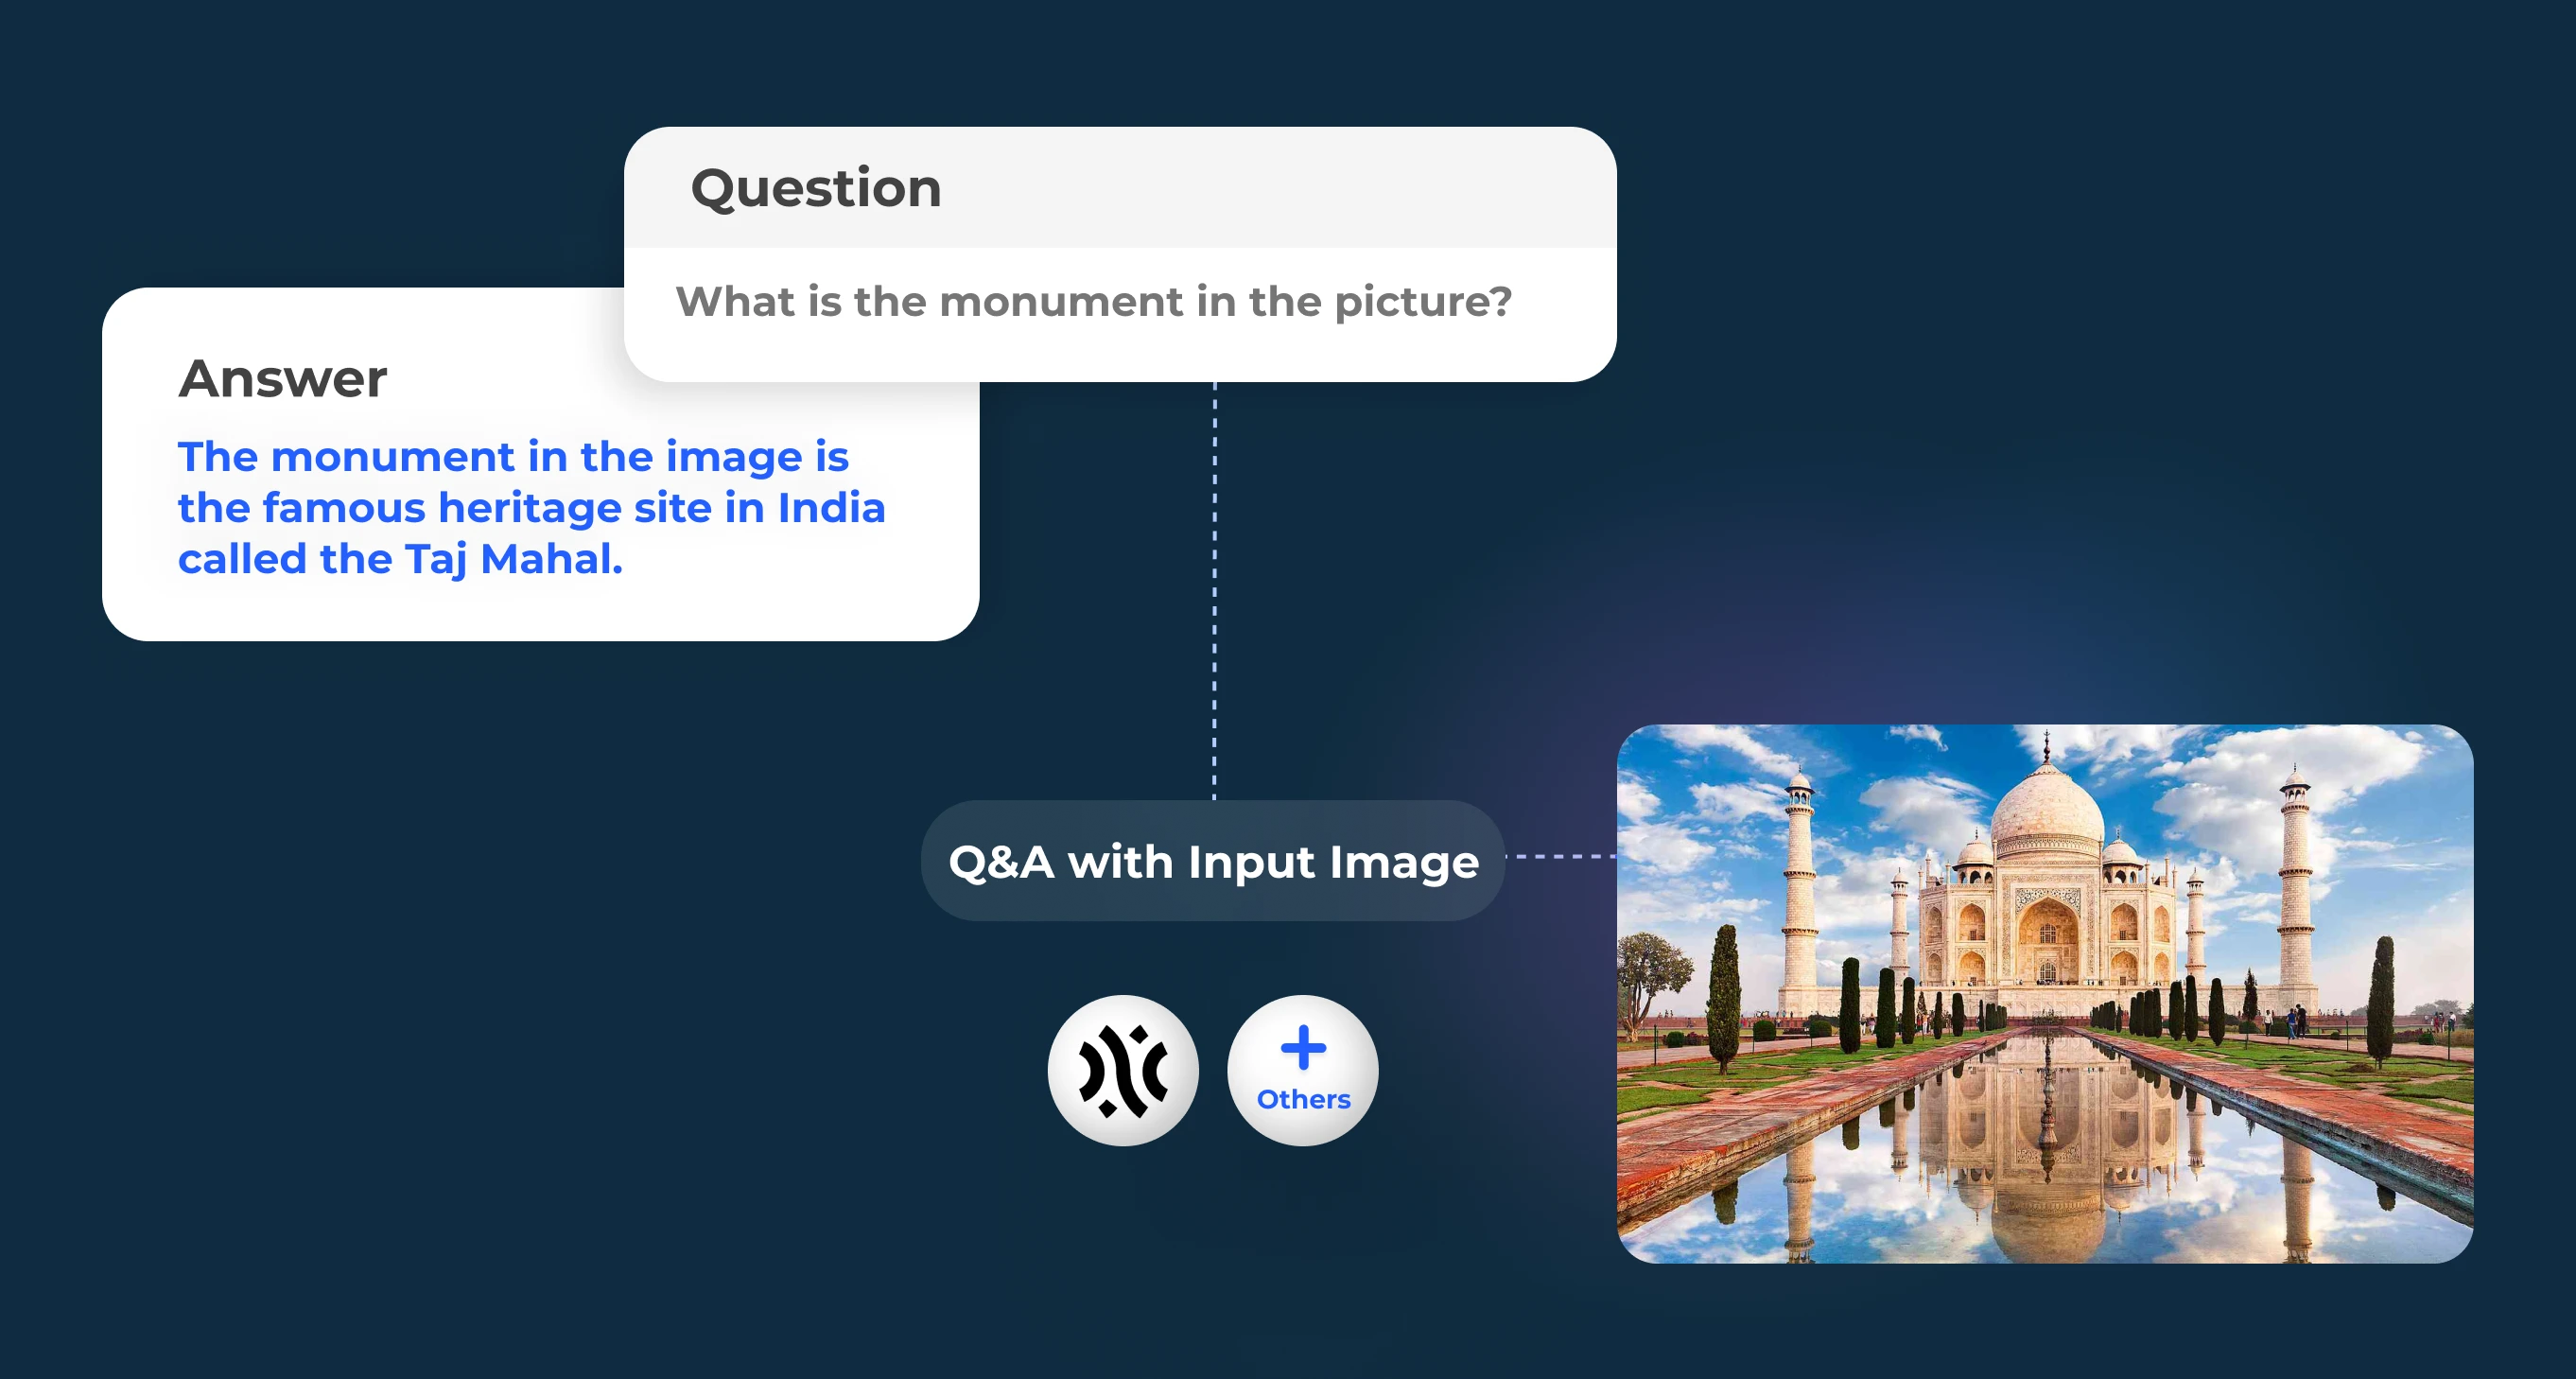 Question
What is the monument in the picture?
Answer
The monument in the image is
the famous heritage site in India
called the Taj Mahal.
Q&A with Input Image
Others